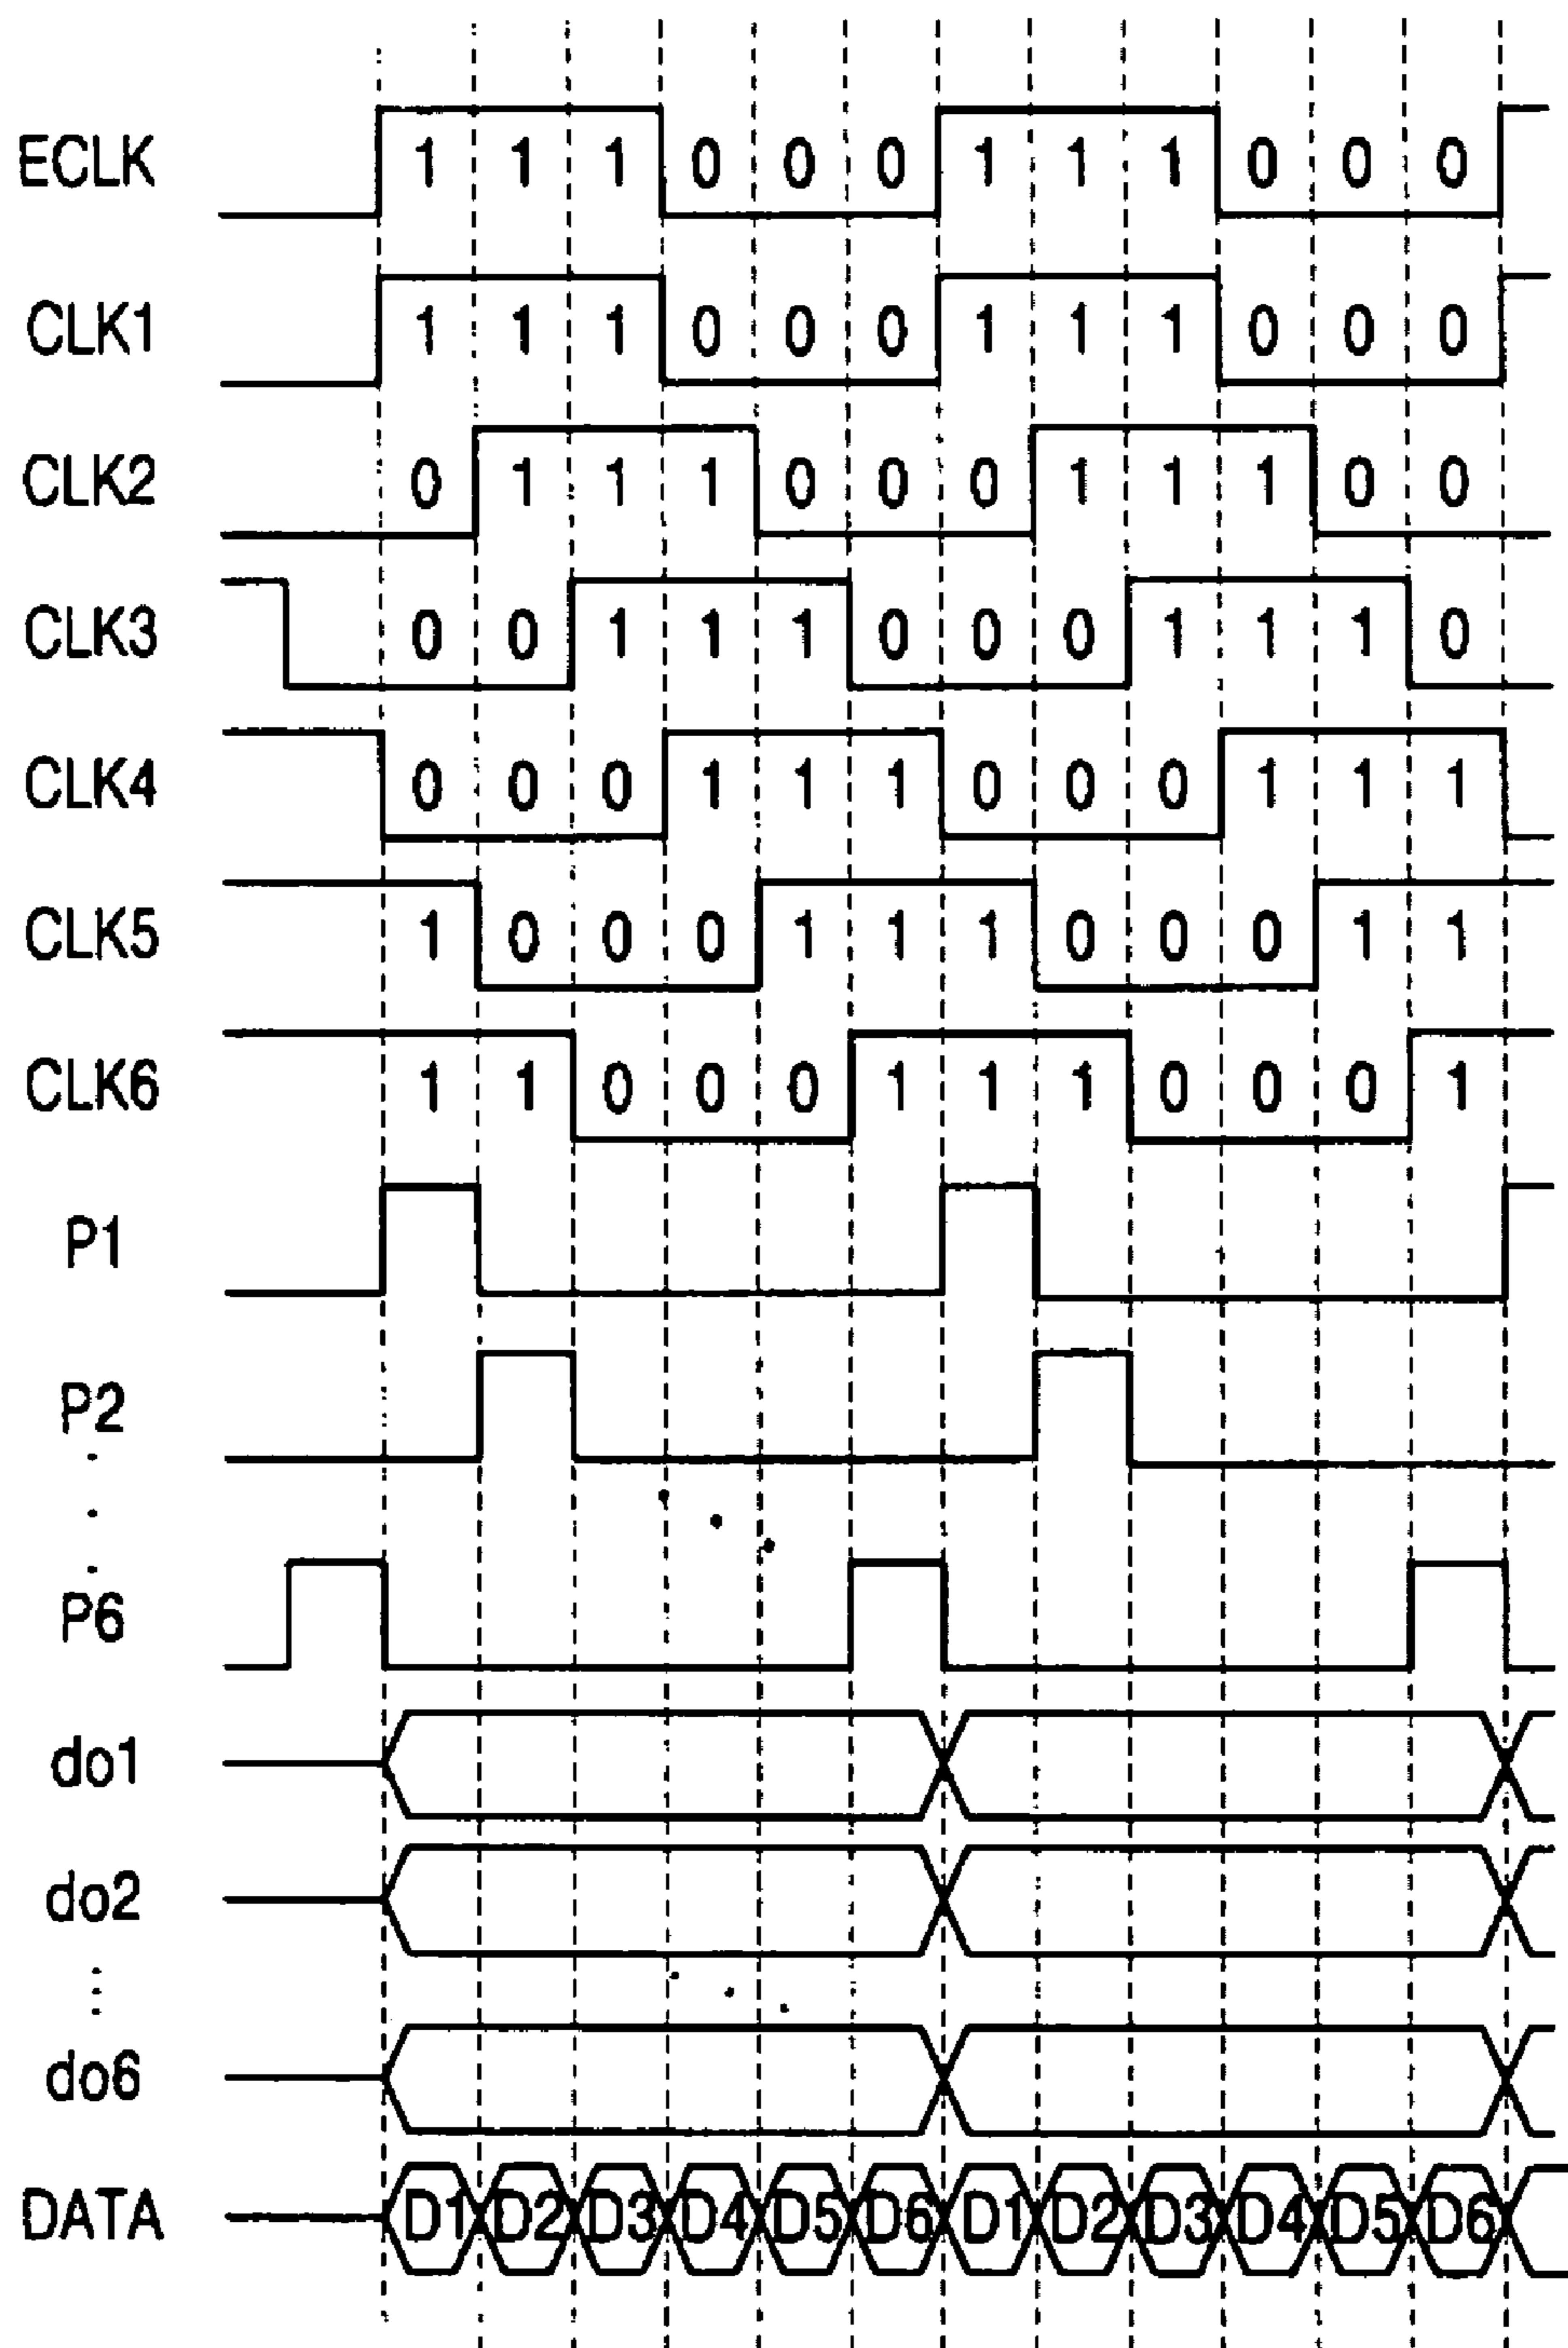 ECLK 1 1 1 0 0 0 1 1 1 0 0 0
CLK1 1 1 1 0 0 0 1 1 1 0 0 0
CLK2 0 1 1 1 0 0 0 1 1 1 0 0
CLK3 0 0 1 1 1 0 0 0 1 1 1 0
CLK4 0 0 0 1 1 1 0 0 0 1 1 1
CLK5 1 0 0 0 1 1 1 0 0 0 1 1
CLK6 1 1 0 0 0 1 1 1 0 0 0 1
P1
P2
P6
do1
do2
do6
DATA D1 D2 D3 D4 D5 D6 D1 D2 D3 D4 D5 D6